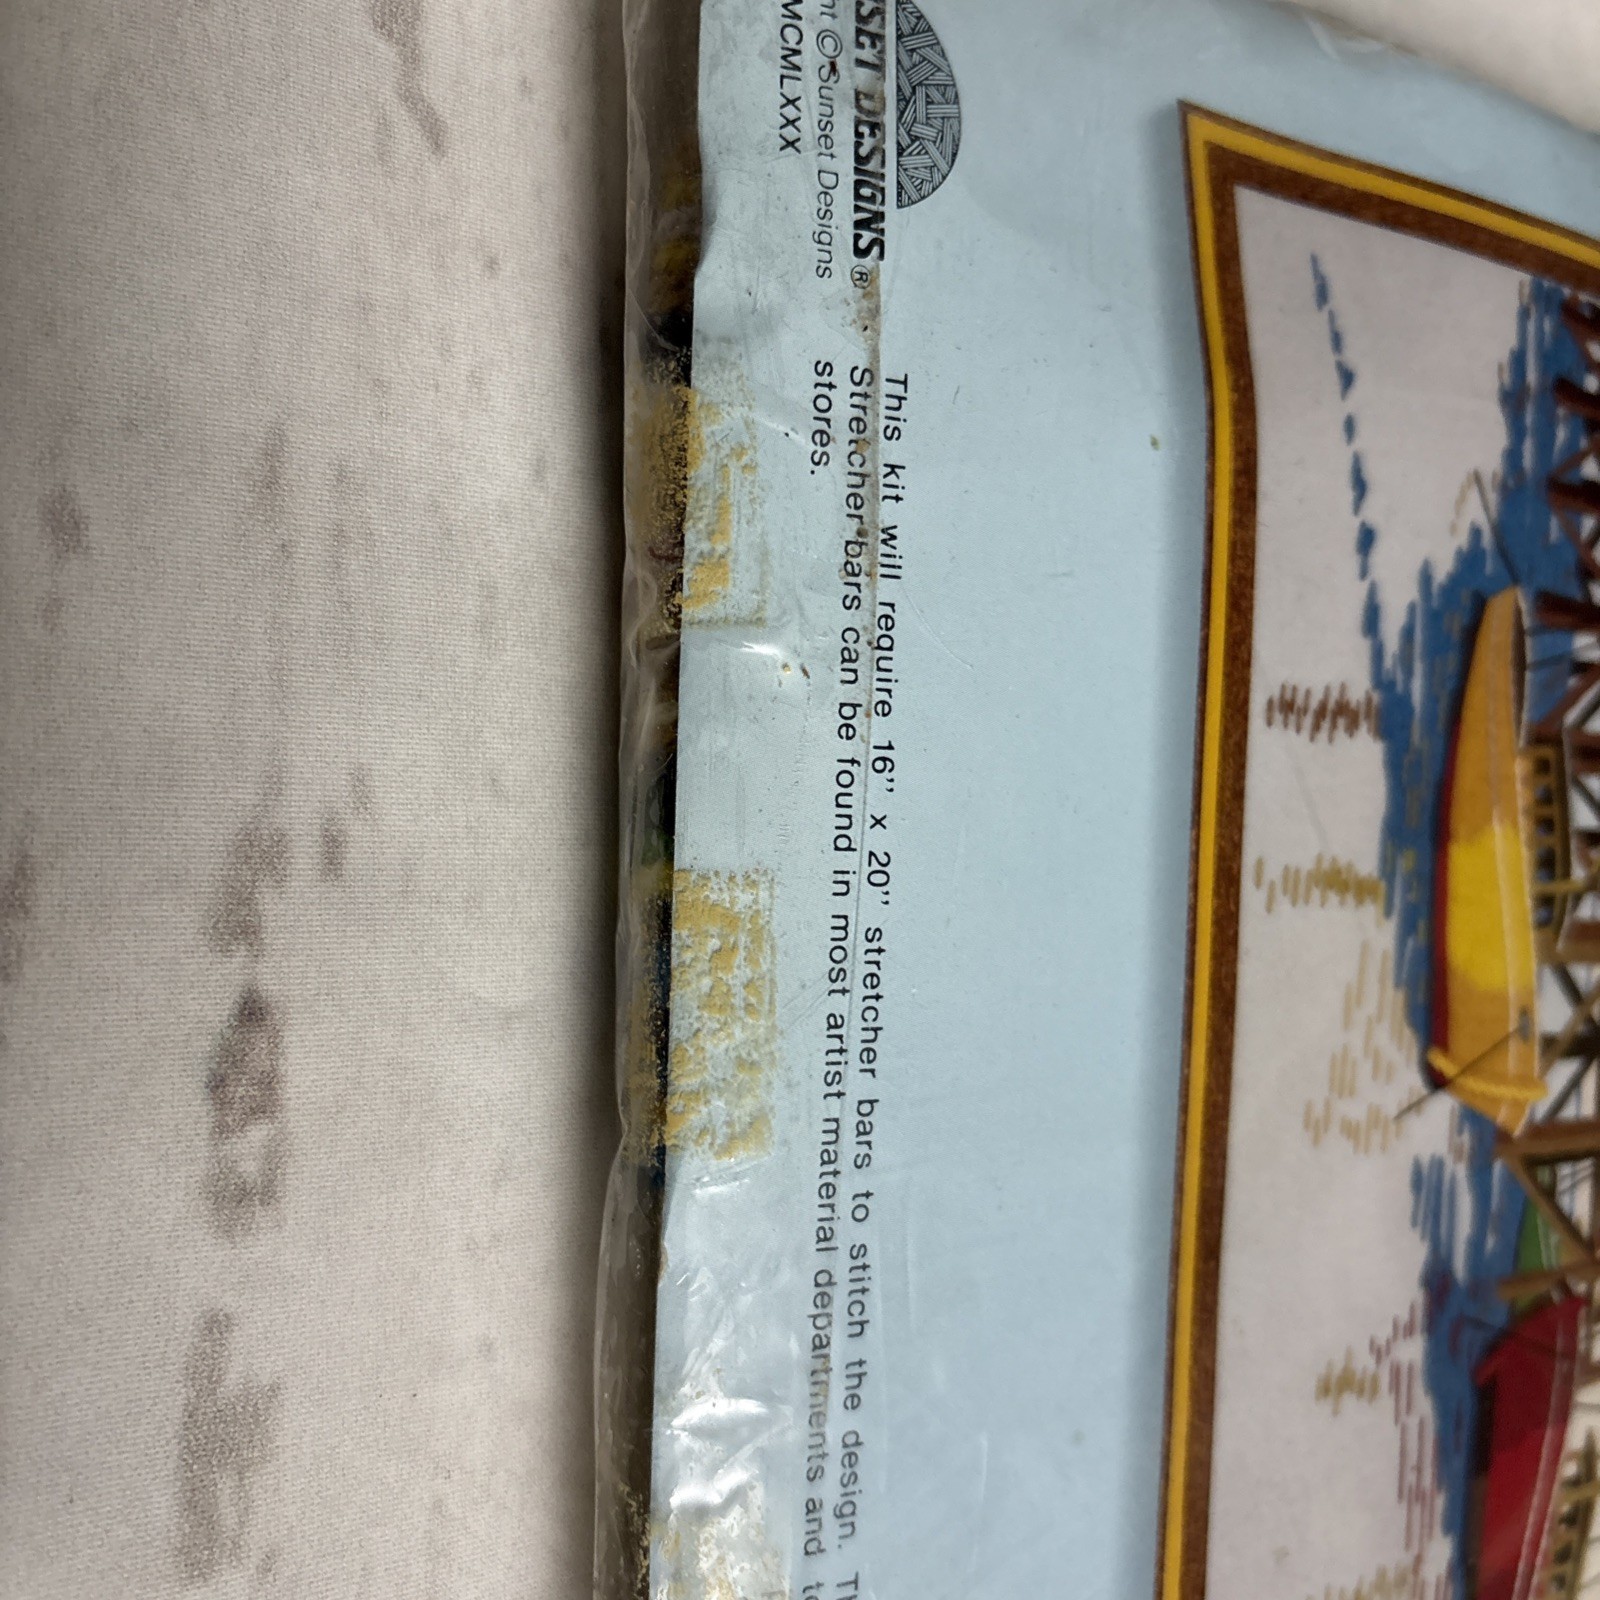 SET DESIGNS®
nt ©Sunset Designs
MCMLXXX
This kit will require 16" x 20" stretcher bars to stitch the design.
Stretcher bars can be found in most artist material departments and
stores.